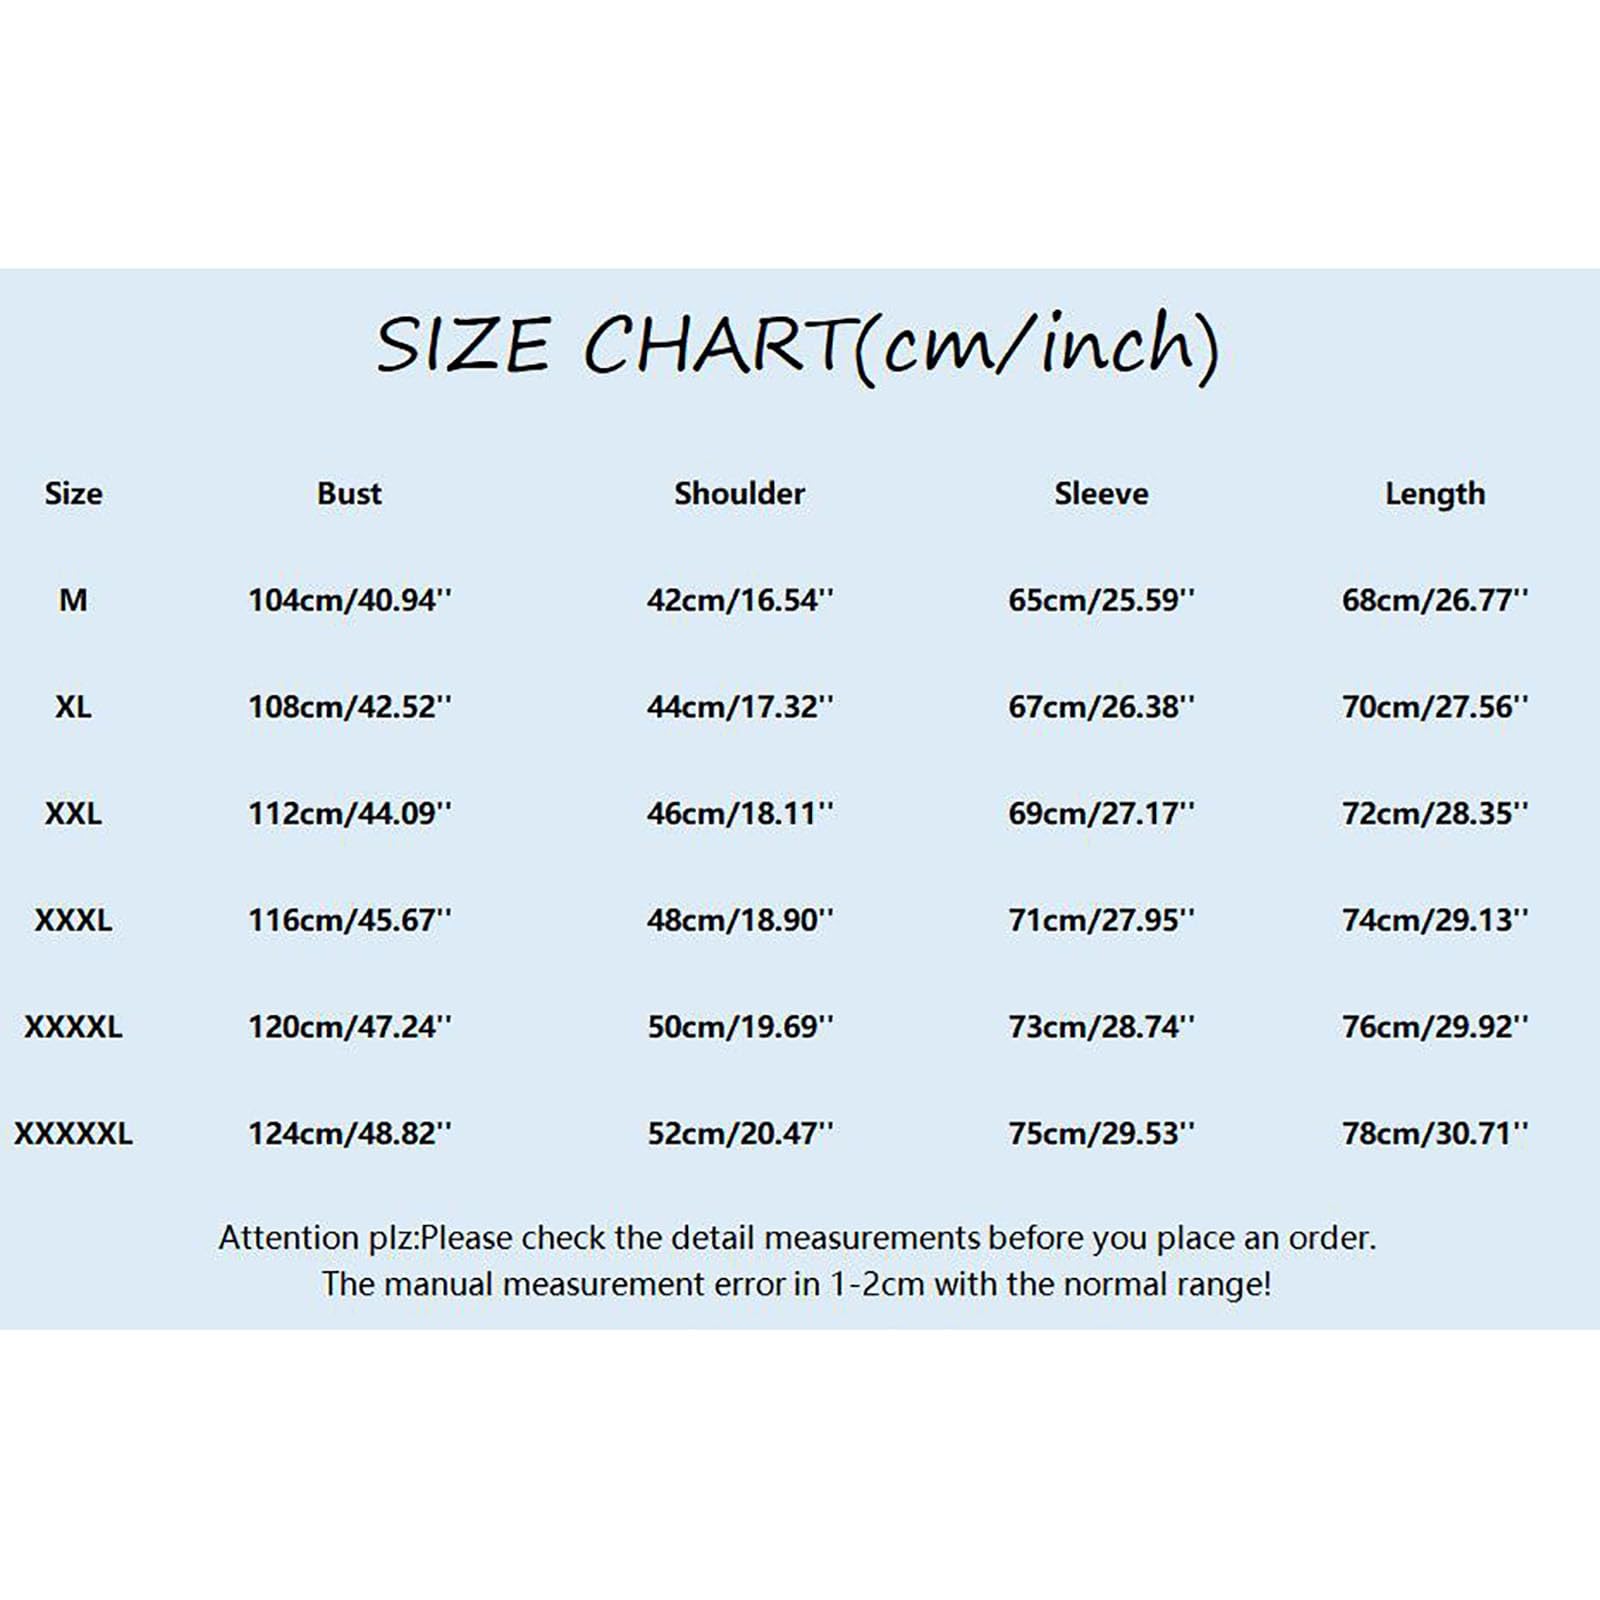 SIZE CHART(cm/inch)
Size Bust Shoulder Sleeve Length
M 104cm/40.94'' 42cm/16.54'' 65cm/25.59'' 68cm/26.77''
XL 108cm/42.52'' 44cm/17.32'' 67cm/26.38'' 70cm/27.56''
XXL 112cm/44.09'' 46cm/18.11'' 69cm/27.17'' 72cm/28.35''
XXXL 116cm/45.67'' 48cm/18.90'' 71cm/27.95'' 74cm/29.13''
XXXXL 120cm/47.24'' 50cm/19.69'' 73cm/28.74'' 76cm/29.92''
XXXXXL 124cm/48.82'' 52cm/20.47'' 75cm/29.53'' 78cm/30.71''
Attention plz:Please check the detail measurements before you place an order.
The manual measurement error in 1-2cm with the normal range!